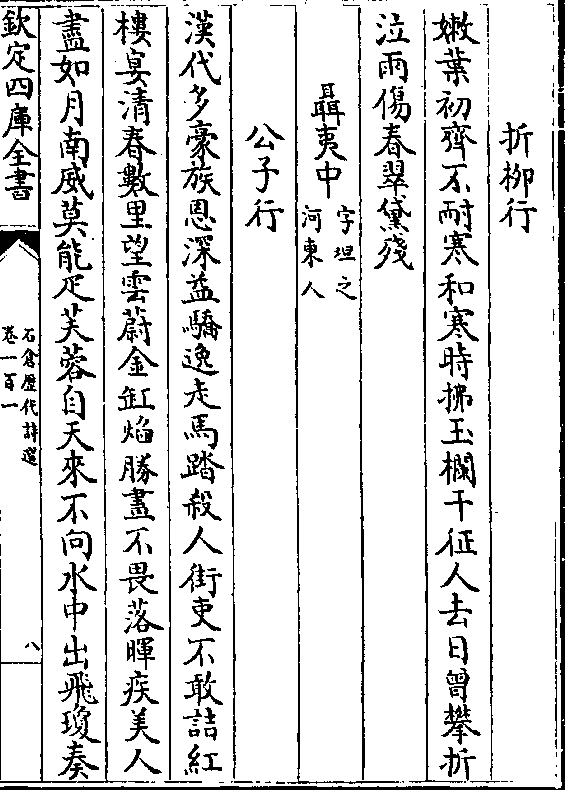 折柳行
嫩葉初齊不耐寒和寒時拂玉欄干征人去日曾攀折
泣雨傷春翠黛殘
聶夷中
字坦之
河東人
公子行
漢代多豪族恩深益驕逸走馬踏殺人街吏不敢詰紅
樓宴清春數里望雲蔚金缸焰勝晝不畏落暉疾美人
盡如月南威莫能疋芙蓉自天來不向水中出飛瓊奏
欽定四庫全書
石倉歷代詩選
卷一百一
八